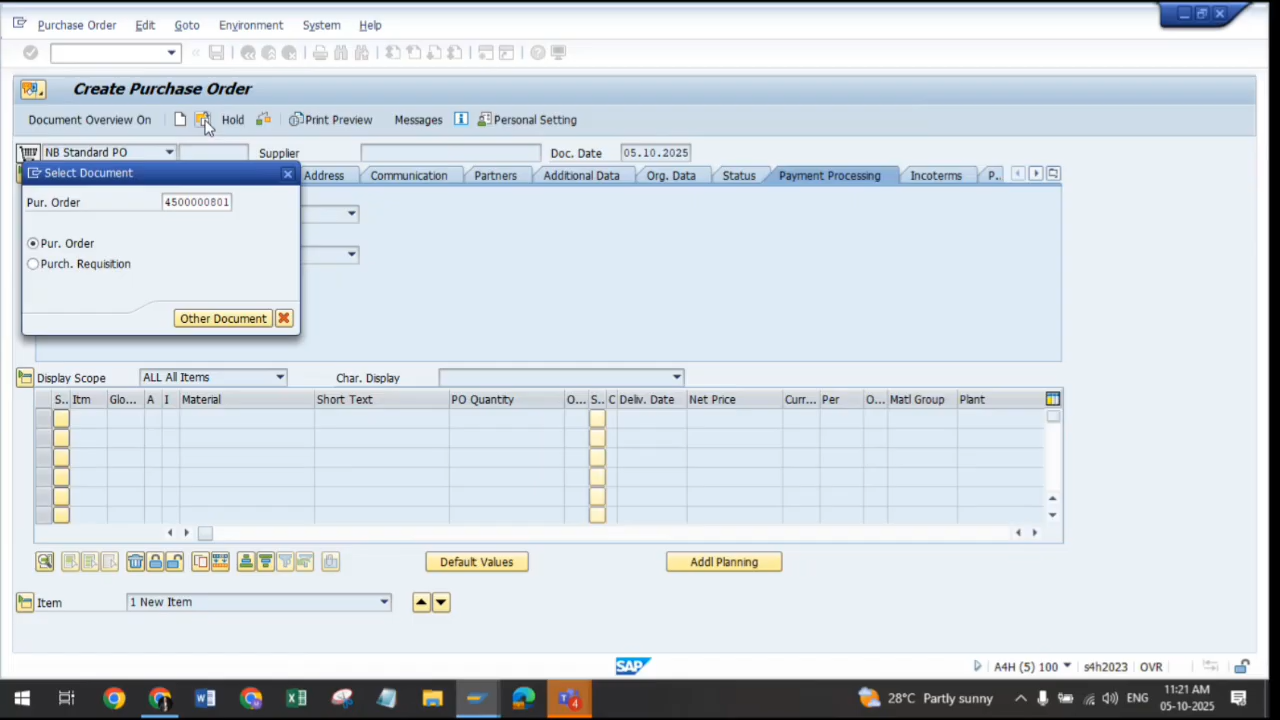 Purchase Order Edit Goto Environment System Help
Create Purchase Order
Document Overview On Hold Print Preview Messages Personal Setting
NB Standard PO Supplier Doc. Date 05.10.2025
Select Document
Address Communication Partners Additional Data Org. Data Status Payment Processing Incoterms P..
Pur. Order 4500000801
Pur. Order
Purch. Requisition
Other Document
Display Scope ALL All Items Char. Display
S.. Itm Glo... A I Material Short Text PO Quantity O... S.. C Deliv. Date Net Price Curr... Per O... Matl Group Plant
Default Values Addl Planning
Item 1 New Item
SAP A4H (5) 100 s4h2023 OVR
28°C Partly sunny ENG 11:21 AM
05-10-2025
4